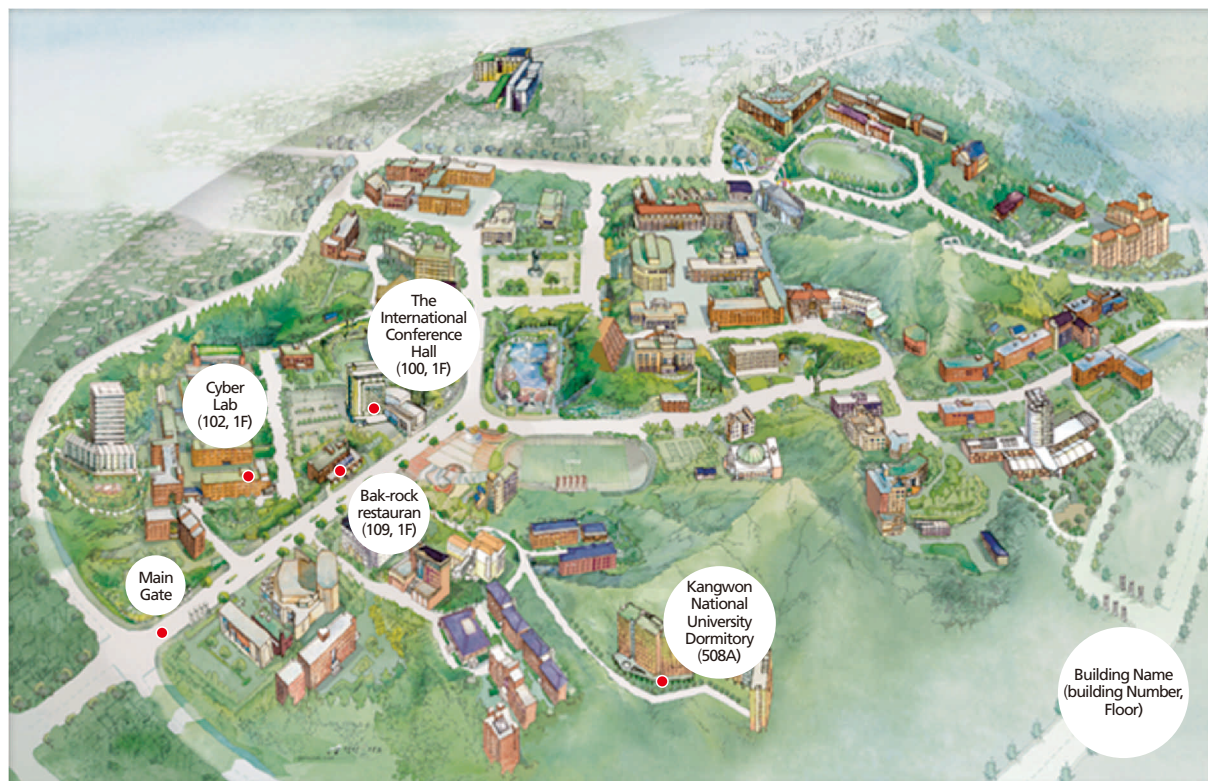 The
International
Conference
Hall
(100, 1F)
Cyber
Lab
(102, 1F)
Bak-rock
restauran
(109, 1F)
Main
Gate
Kangwon
National
University
Dormitory
(508A)
Building Name
(building Number,
Floor)